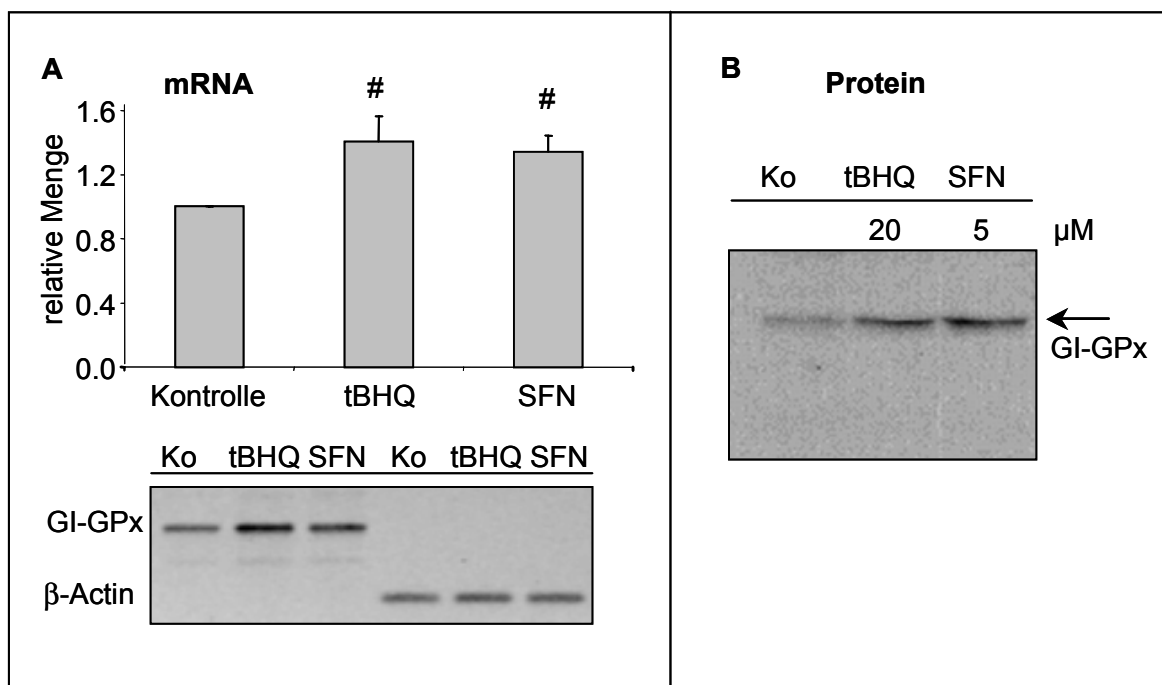 A
mRNA
# #
relative Menge
1.6
1.2
0.8
0.4
0.0
Kontrolle tBHQ SFN
Ko tBHQ SFN Ko tBHQ SFN
GI-GPx
β-Actin
B
Protein
Ko tBHQ SFN
20 5 µM
GI-GPx